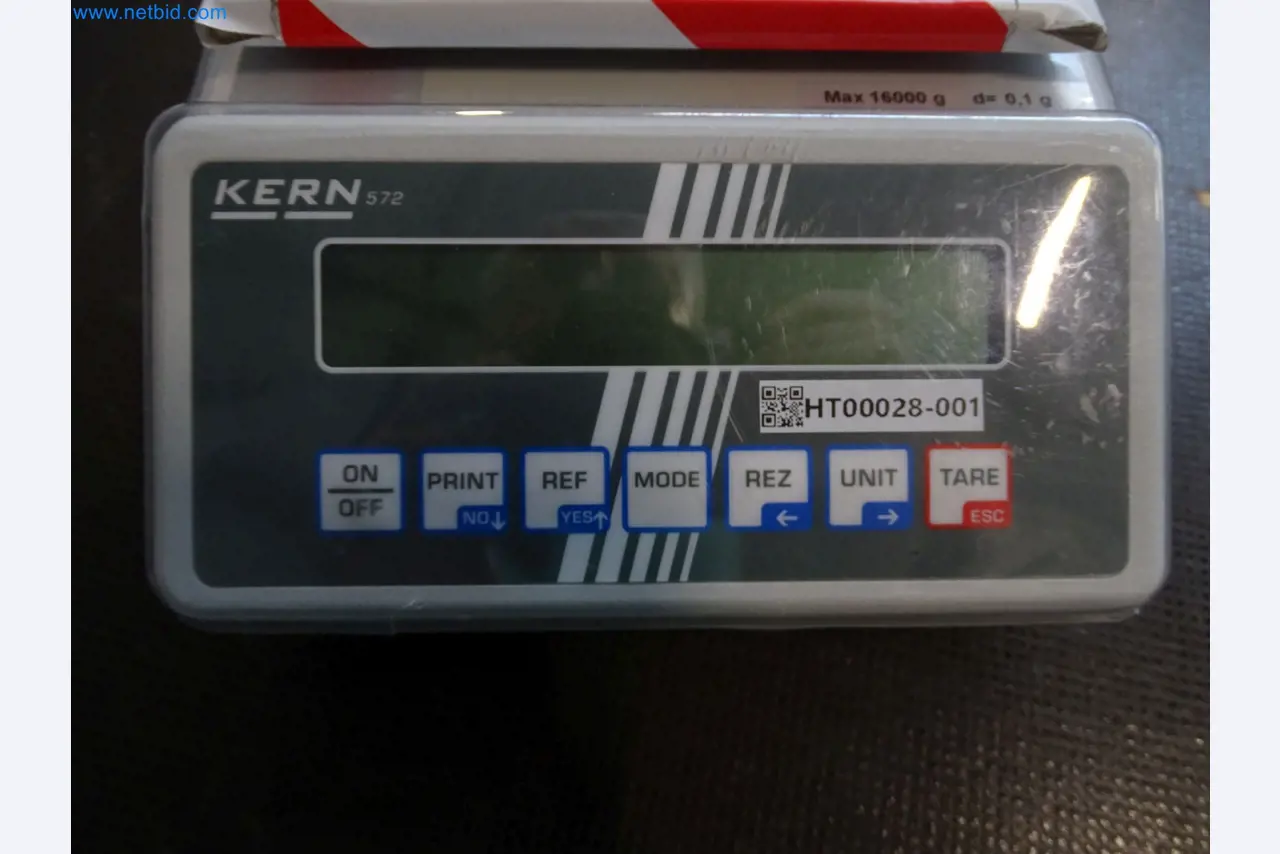 www.netbid.com
Max 16000 g d= 0,1 g
KERN 572
HT00028-001
ON
OFF
PRINT
NO↓
REF
YES↑
MODE
REZ
←
UNIT
→
TARE
ESC